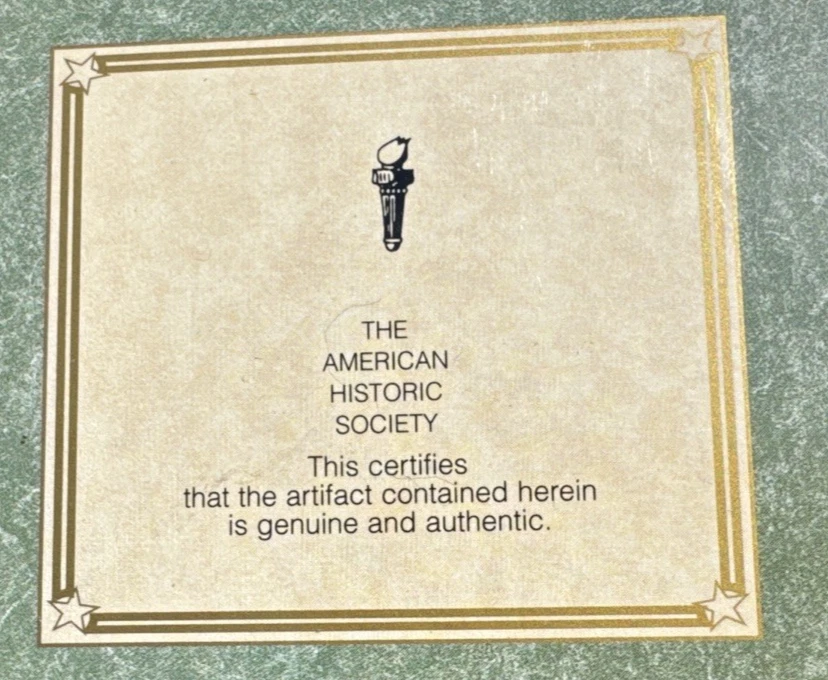 THE
AMERICAN
HISTORIC
SOCIETY
This certifies
that the artifact contained herein
is genuine and authentic.